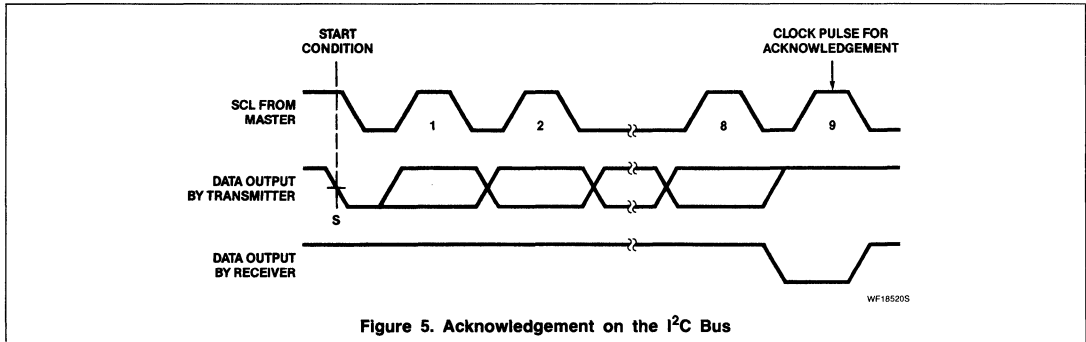 START
CONDITION
CLOCK PULSE FOR
ACKNOWLEDGEMENT
SCL FROM
MASTER
1
2
8
9
DATA OUTPUT
BY TRANSMITTER
S
DATA OUTPUT
BY RECEIVER
WF18520S
Figure 5. Acknowledgement on the I²C Bus